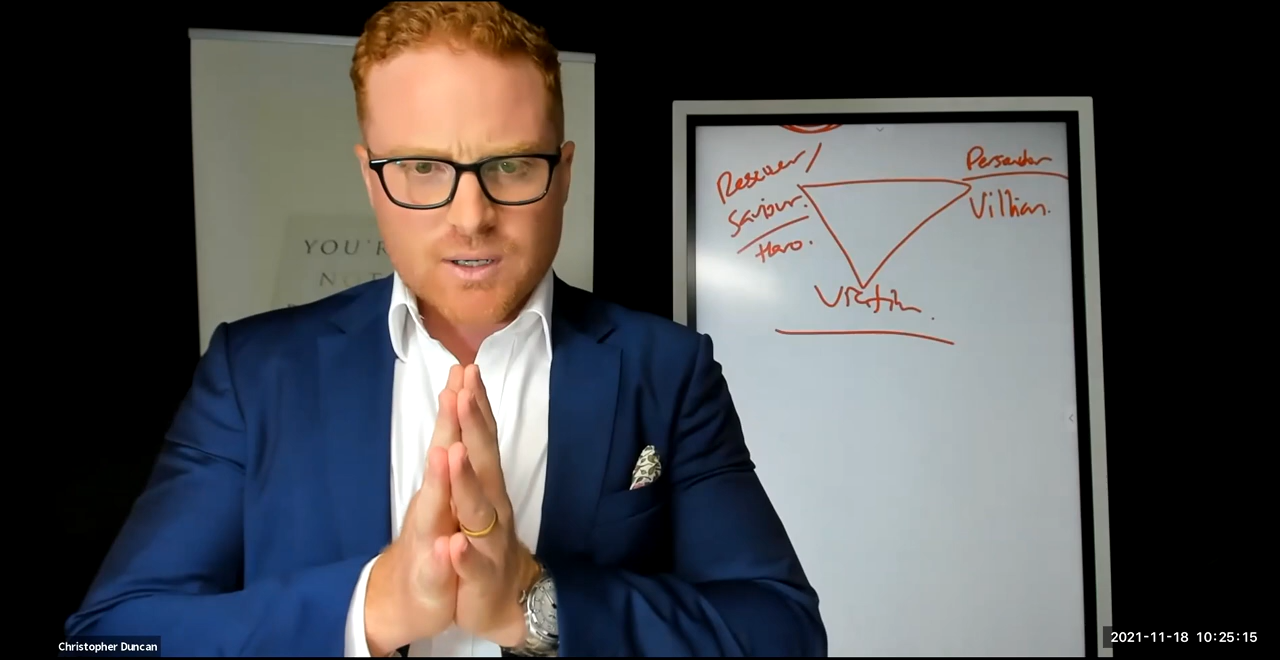 YOU'R
NOT
Rescuer/
Saviour.
Hero.
Persecutor
Villian.
Victim.
Christopher Duncan
2021-11-18 10:25:15